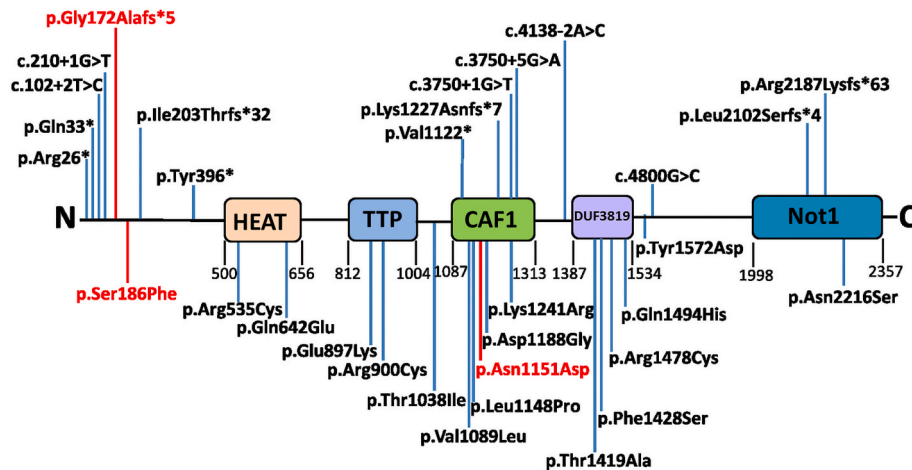 p.Gly172Alafs*5
c.4138-2A>C
c.210+1G>T
c.3750+5G>A
c.102+2T>C
c.3750+1G>T
p.Arg2187Lysfs*63
p.Ile203Thrfs*32
p.Lys1227Asnfs*7
p.Leu2102Serfs*4
p.Gln33*
p.Val1122*
p.Arg26*
p.Tyr396*
c.4800G>C
N
HEAT
TTP
CAF1
DUF3819
Not1
C
p.Tyr1572Asp
500
656
812
1004
1087
1313
1387
1534
1998
2357
p.Ser186Phe
p.Asn2216Ser
p.Arg535Cys
p.Lys1241Arg
p.Gln1494His
p.Gln642Glu
p.Asp1188Gly
p.Glu897Lys
p.Arg1478Cys
p.Arg900Cys
p.Asn1151Asp
p.Thr1038Ile
p.Leu1148Pro
p.Phe1428Ser
p.Val1089Leu
p.Thr1419Ala